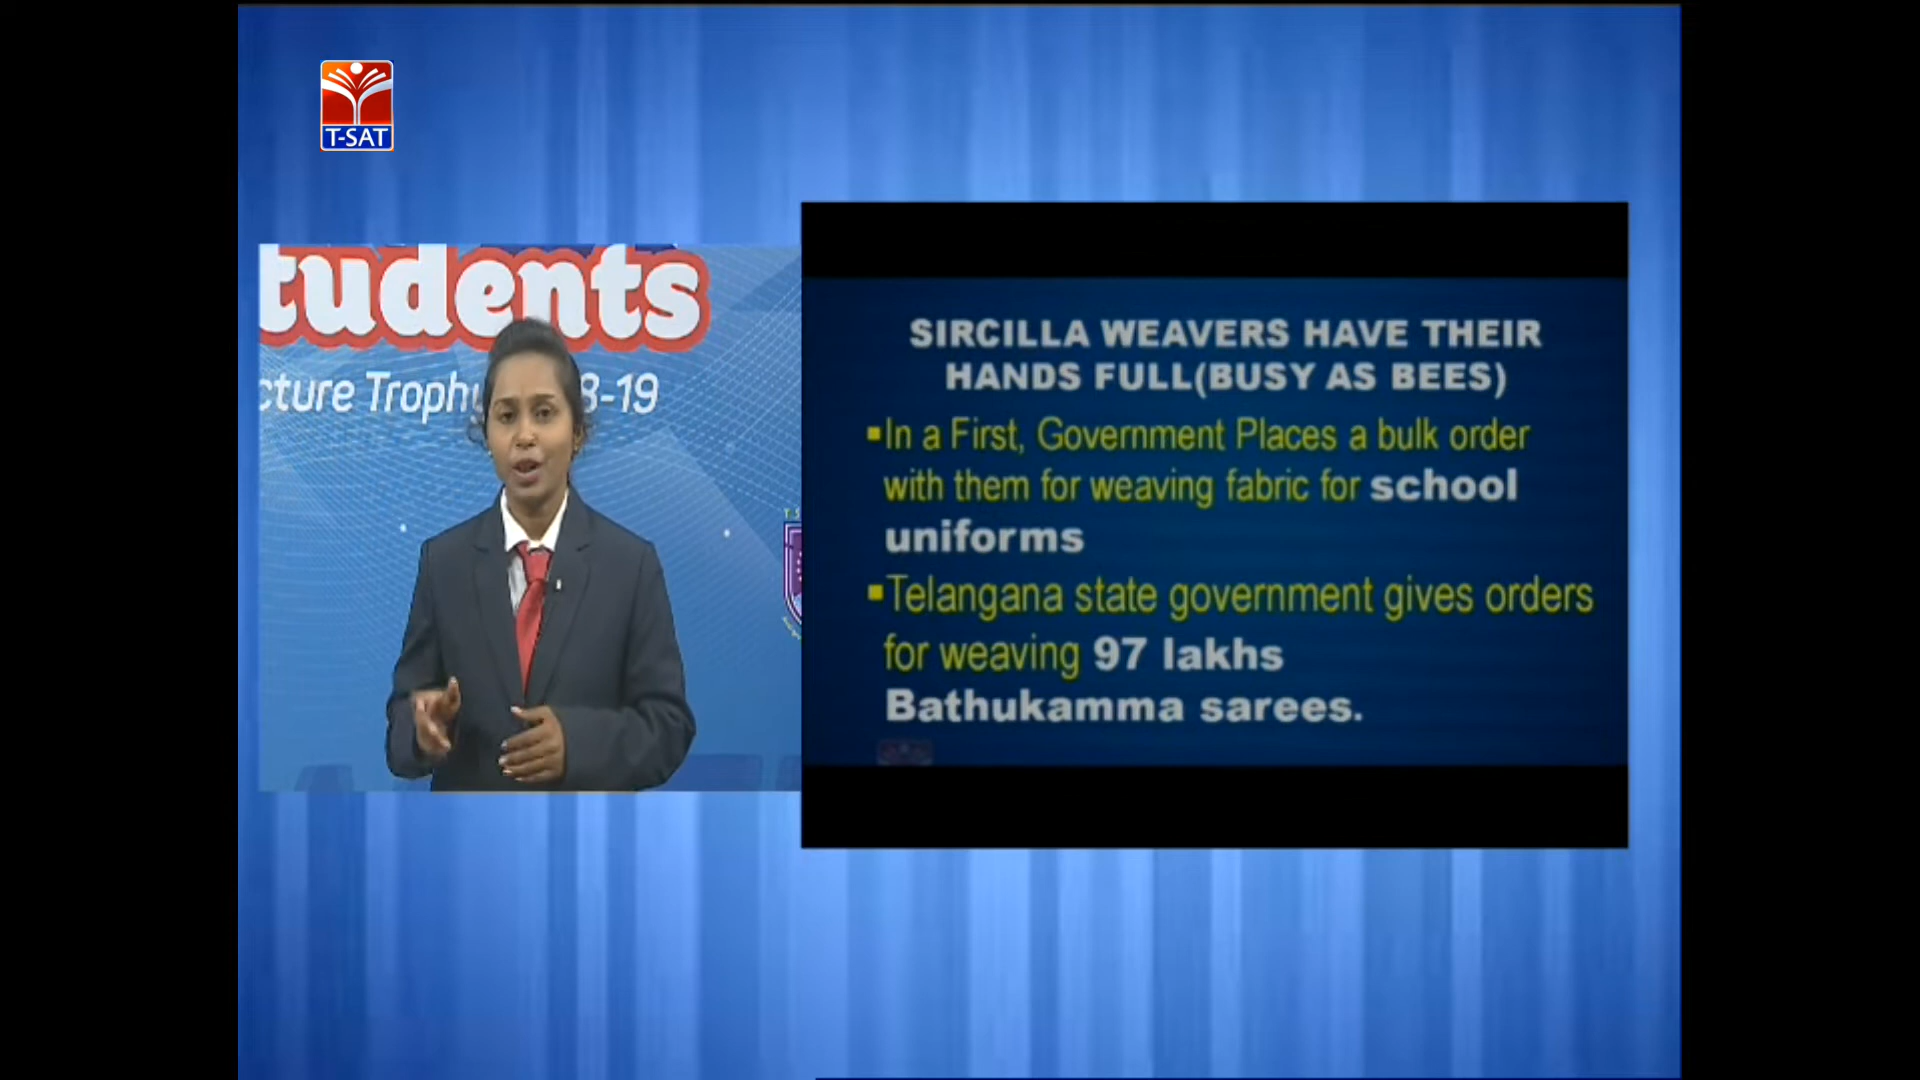 T-SAT
tudents
cture Trophy
8-19
SIRCILLA WEAVERS HAVE THEIR
HANDS FULL(BUSY AS BEES)
▪In a First, Government Places a bulk order
with them for weaving fabric for school
uniforms
▪Telangana state government gives orders
for weaving 97 lakhs
Bathukamma sarees.